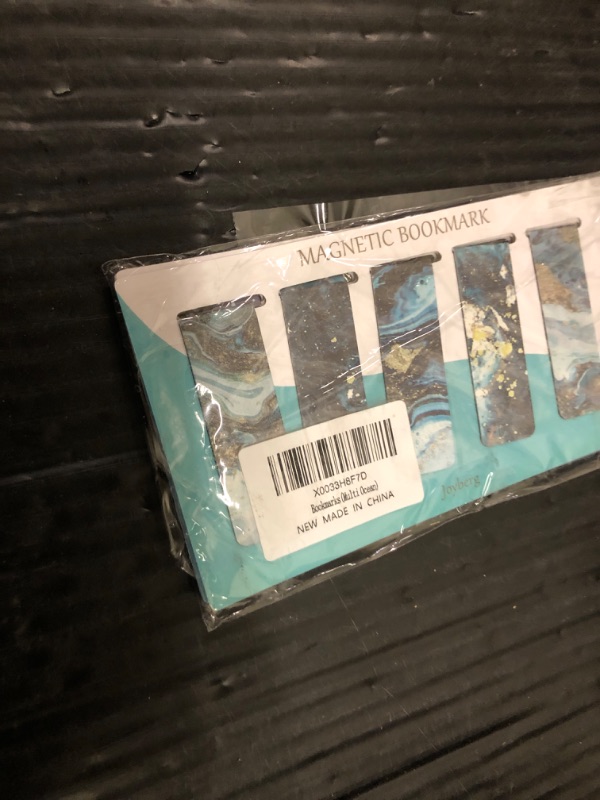 MAGNETIC BOOKMARK
X0033H6F7D
Bookmarks(Multi Ocean)
NEW MADE IN CHINA
Joyberg